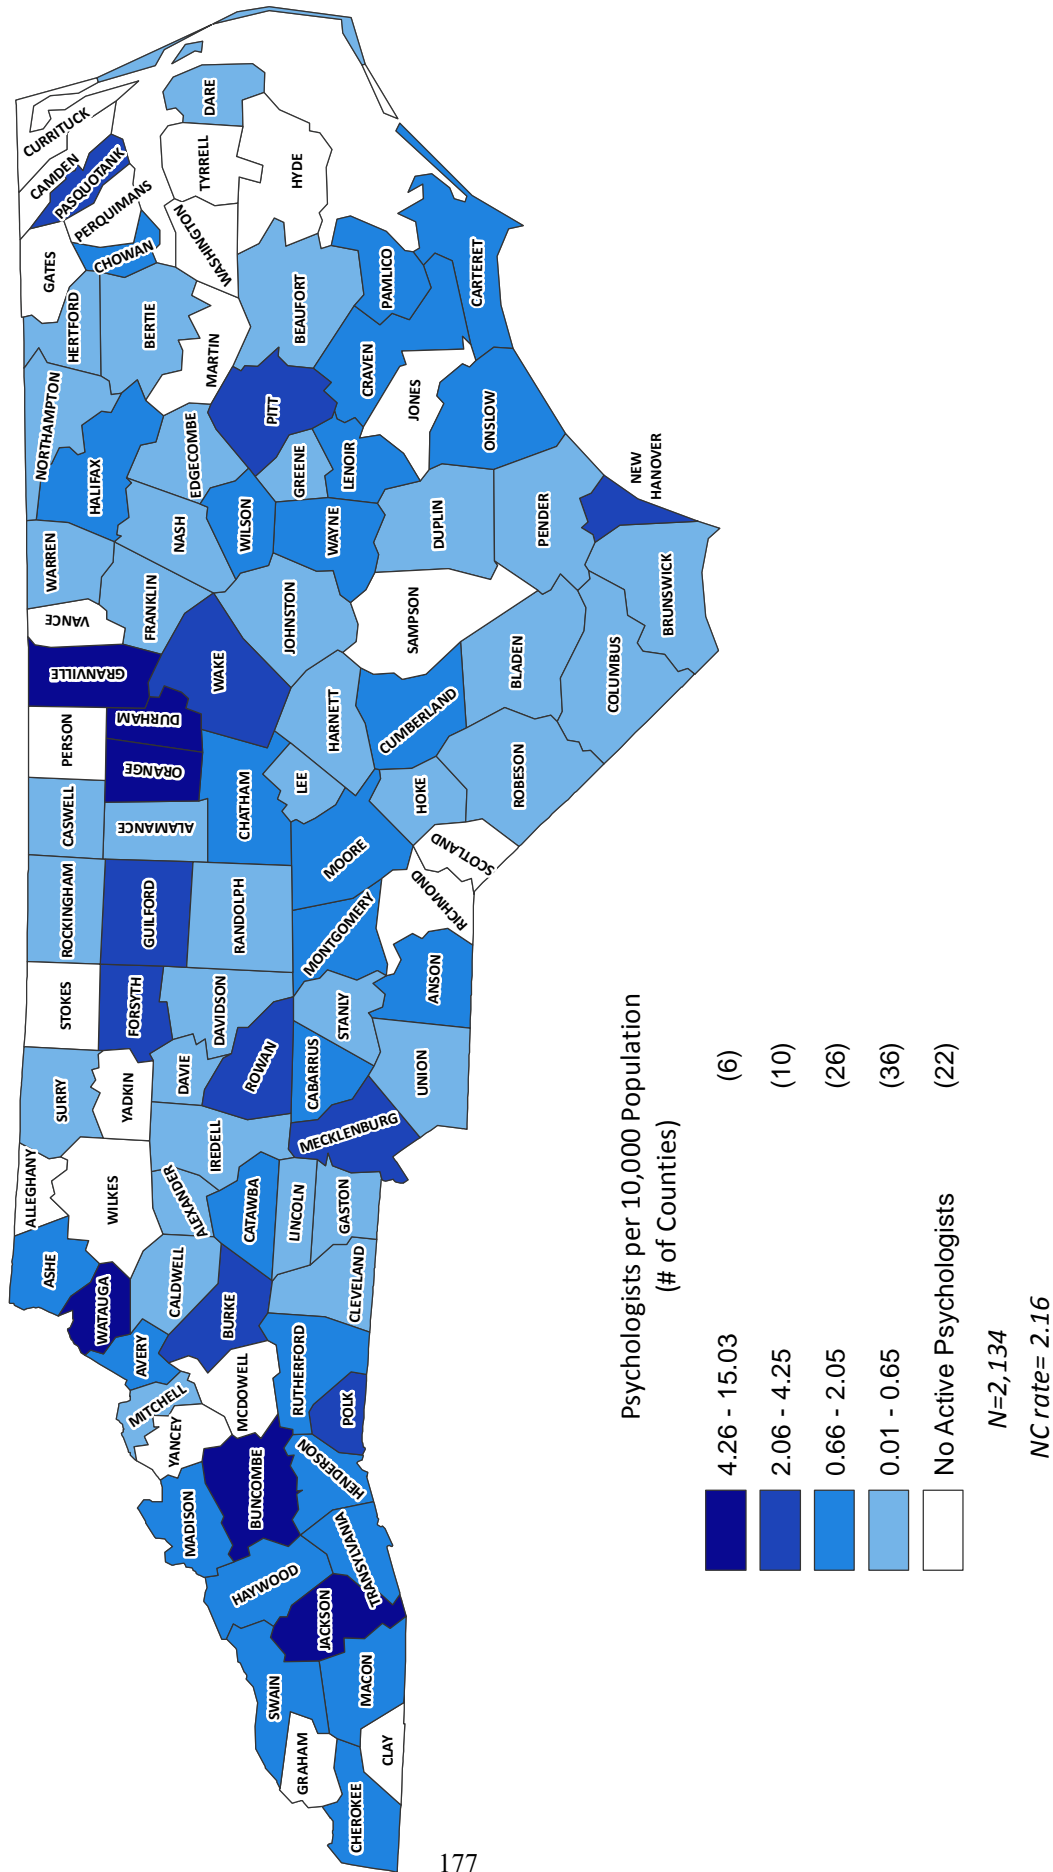 CHEROKEE
GRAHAM
CLAY
SWAIN
MACON
JACKSON
HAYWOOD
TRANSYLVANIA
MADISON
BUNCOMBE
HENDERSON
YANCEY
MCDOWELL
RUTHERFORD
POLK
MITCHELL
AVERY
BURKE
CLEVELAND
WATAUGA
CALDWELL
ASHE
WILKES
ALEXANDER
CATAWBA
LINCOLN
GASTON
ALLEGHANY
IREDELL
MECKLENBURG
SURRY
YADKIN
DAVIE
ROWAN
CABARRUS
UNION
STOKES
FORSYTH
DAVIDSON
STANLY
ROCKINGHAM
GUILFORD
RANDOLPH
MONTGOMERY
ANSON
RICHMOND
CASWELL
ALAMANCE
CHATHAM
MOORE
SCOTLAND
PERSON
ORANGE
DURHAM
LEE
HOKE
ROBESON
GRANVILLE
WAKE
HARNETT
CUMBERLAND
BLADEN
COLUMBUS
VANCE
FRANKLIN
JOHNSTON
SAMPSON
BRUNSWICK
WARREN
NASH
WILSON
WAYNE
DUPLIN
PENDER
NEW
HANOVER
NORTHAMPTON
HALIFAX
EDGECOMBE
GREENE
LENOIR
JONES
ONSLOW
HERTFORD
BERTIE
MARTIN
PITT
CRAVEN
GATES
CHOWAN
WASHINGTON
BEAUFORT
PAMLICO
CARTERET
PERQUIMANS
PASQUOTANK
CAMDEN
CURRITUCK
TYRRELL
HYDE
DARE
Psychologists per 10,000 Population
(# of Counties)
4.26 - 15.03 (6)
2.06 - 4.25 (10)
0.66 - 2.05 (26)
0.01 - 0.65 (36)
No Active Psychologists (22)
N=2,134
NC rate= 2.16
177